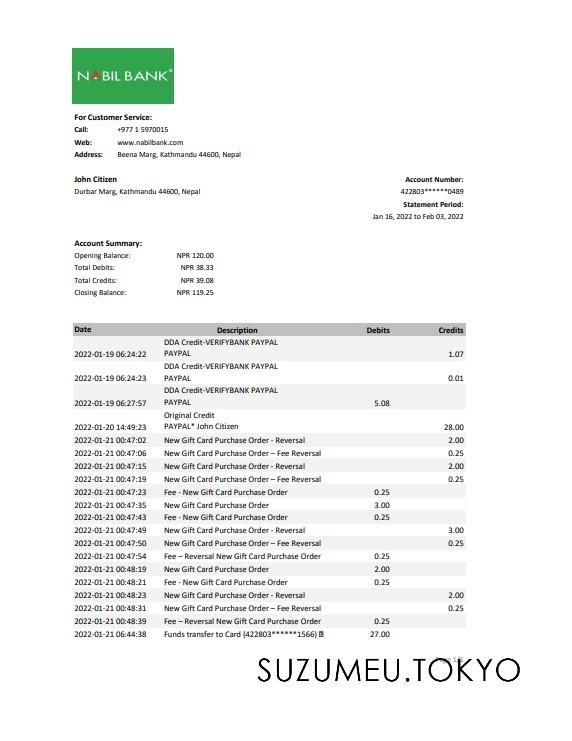 NABIL BANK
For Customer Service:
Call: +977 1 5970015
Web: www.nabilbank.com
Address: Beena Marg, Kathmandu 44600, Nepal
John Citizen
Durbar Marg, Kathmandu 44600, Nepal
Account Number:
422803******0489
Statement Period:
Jan 16, 2022 to Feb 03, 2022
Account Summary:
Opening Balance: NPR 120.00
Total Debits: NPR 38.33
Total Credits: NPR 39.08
Closing Balance: NPR 119.25
Date Description Debits Credits
DDA Credit-VERIFYBANK PAYPAL
2022-01-19 06:24:22 PAYPAL 1.07
DDA Credit-VERIFYBANK PAYPAL
2022-01-19 06:24:23 PAYPAL 0.01
DDA Credit-VERIFYBANK PAYPAL
2022-01-19 06:27:57 PAYPAL 5.08
Original Credit
2022-01-20 14:49:23 PAYPAL* John Citizen 28.00
2022-01-21 00:47:02 New Gift Card Purchase Order - Reversal 2.00
2022-01-21 00:47:06 New Gift Card Purchase Order – Fee Reversal 0.25
2022-01-21 00:47:15 New Gift Card Purchase Order - Reversal 2.00
2022-01-21 00:47:19 New Gift Card Purchase Order – Fee Reversal 0.25
2022-01-21 00:47:23 Fee - New Gift Card Purchase Order 0.25
2022-01-21 00:47:35 New Gift Card Purchase Order 3.00
2022-01-21 00:47:43 Fee - New Gift Card Purchase Order 0.25
2022-01-21 00:47:49 New Gift Card Purchase Order - Reversal 3.00
2022-01-21 00:47:50 New Gift Card Purchase Order – Fee Reversal 0.25
2022-01-21 00:47:54 Fee – Reversal New Gift Card Purchase Order 0.25
2022-01-21 00:48:19 New Gift Card Purchase Order 2.00
2022-01-21 00:48:21 Fee - New Gift Card Purchase Order 0.25
2022-01-21 00:48:23 New Gift Card Purchase Order - Reversal 2.00
2022-01-21 00:48:31 New Gift Card Purchase Order – Fee Reversal 0.25
2022-01-21 00:48:39 Fee – Reversal New Gift Card Purchase Order 0.25
2022-01-21 06:44:38 Funds transfer to Card (422803******1566) 27.00
SUZUMEU.TOKYO